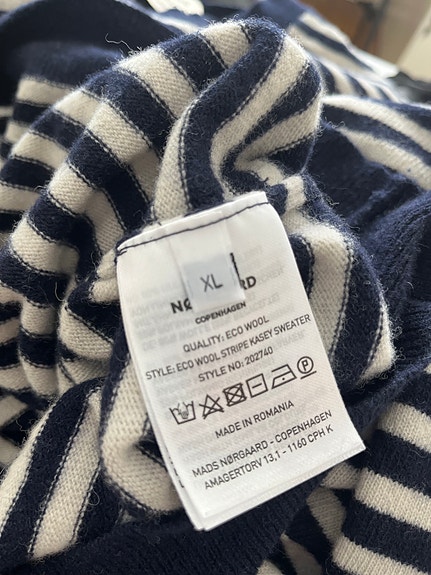 XL
COPENHAGEN
QUALITY: ECO WOOL
STYLE: ECO WOOL STRIPE KASEY SWEATER
STYLE NO: 202740
MADE IN ROMANIA
MADS NØRGAARD - COPENHAGEN
AMAGERTORV 13,1 - 1160 CPH K